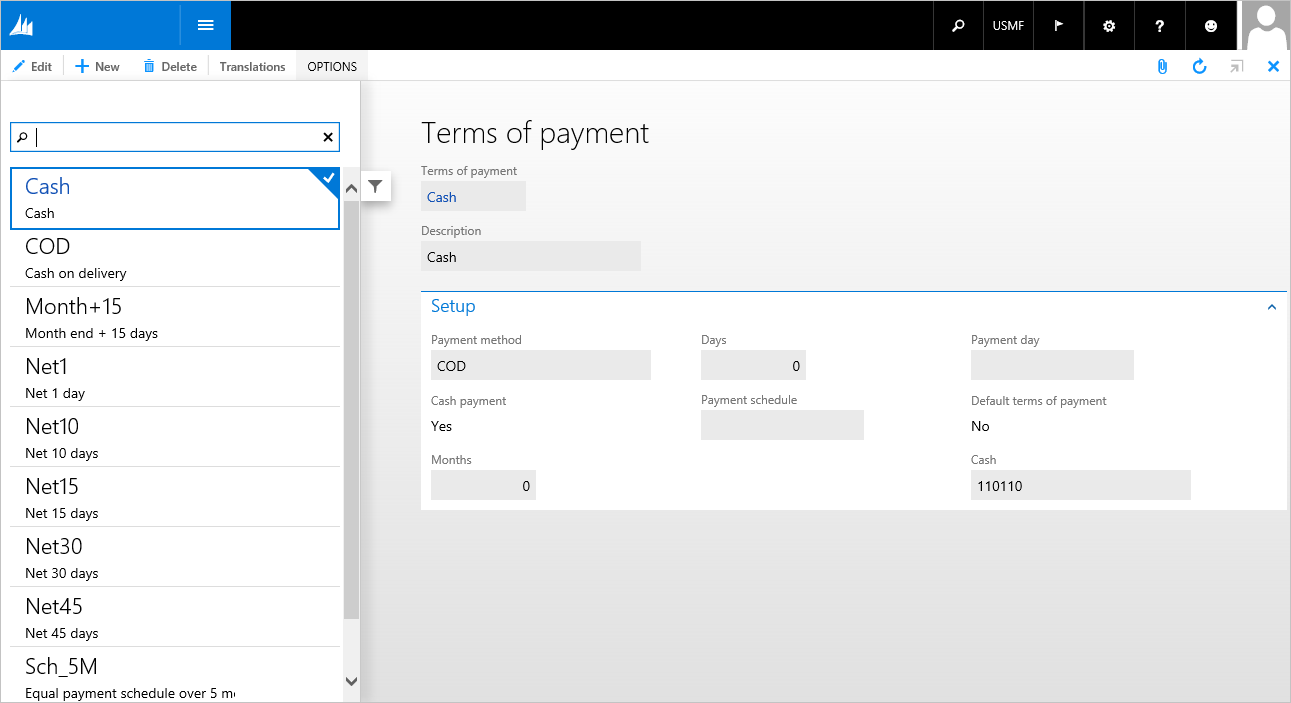 USMF
?
Edit
New
Delete
Translations
OPTIONS
Cash
Cash
COD
Cash on delivery
Month+15
Month end + 15 days
Net1
Net 1 day
Net10
Net 10 days
Net15
Net 15 days
Net30
Net 30 days
Net45
Net 45 days
Sch_5M
Equal payment schedule over 5 m
Terms of payment
Terms of payment
Cash
Description
Cash
Setup
Payment method
Days
Payment day
COD
0
Cash payment
Payment schedule
Default terms of payment
Yes
No
Months
Cash
0
110110